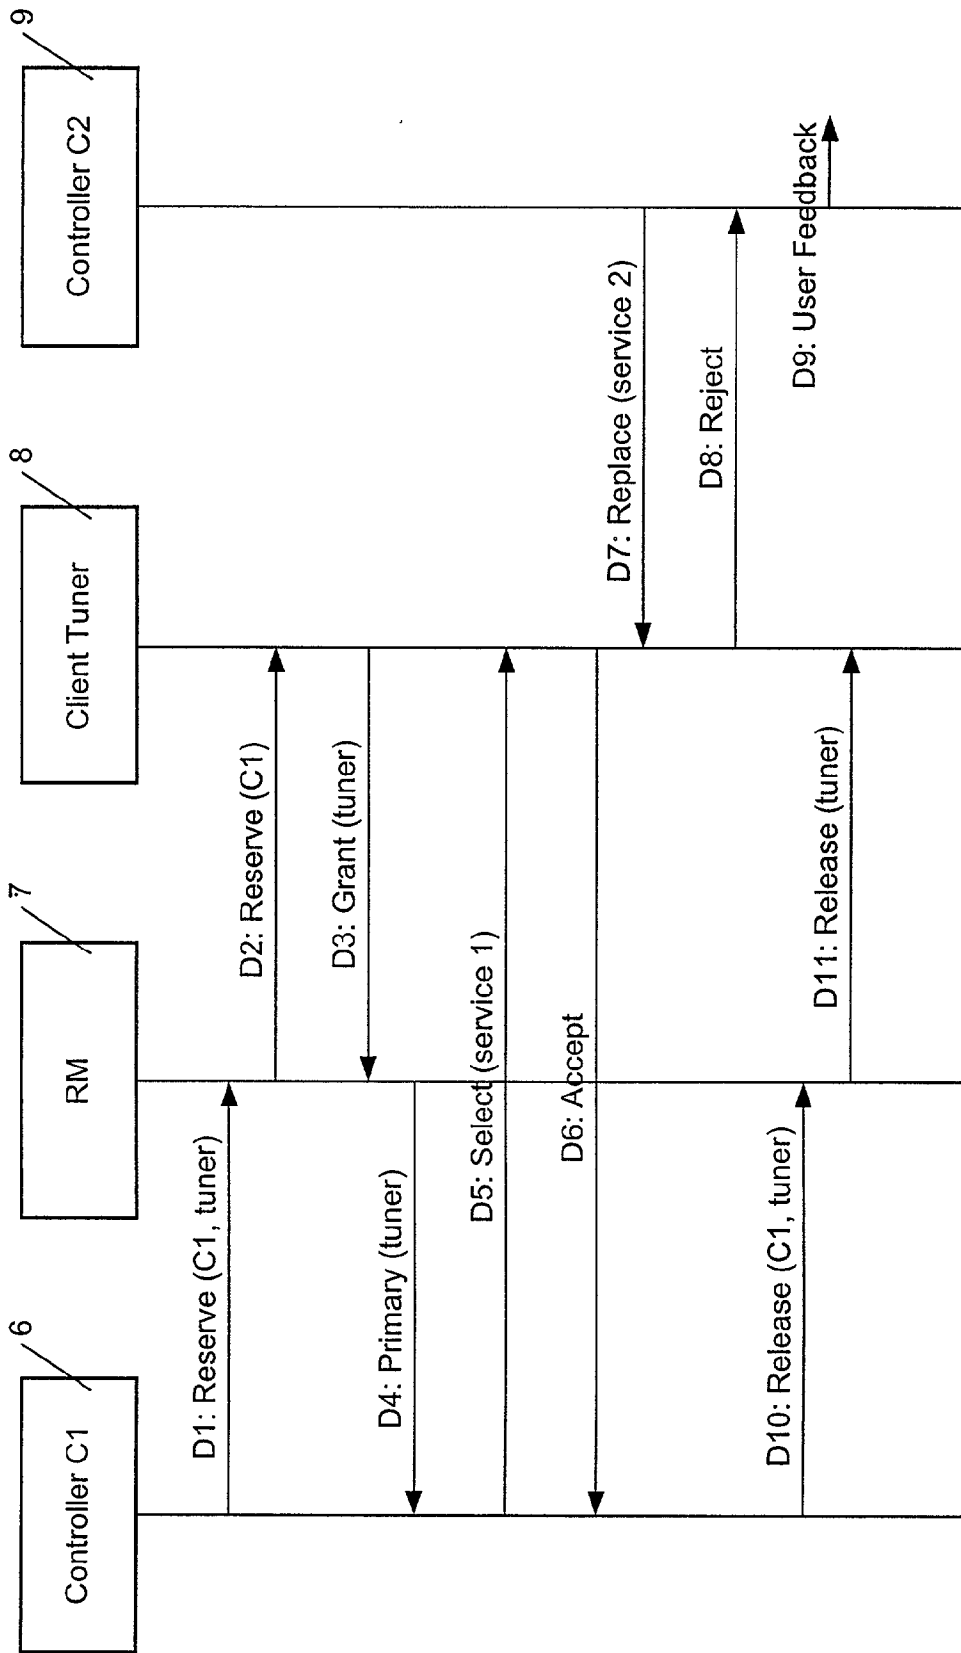 6
Controller C1
7
RM
8
Client Tuner
9
Controller C2
D1: Reserve (C1, tuner)
D2: Reserve (C1)
D3: Grant (tuner)
D4: Primary (tuner)
D5: Select (service 1)
D6: Accept
D7: Replace (service 2)
D8: Reject
D9: User Feedback
D10: Release (C1, tuner)
D11: Release (tuner)